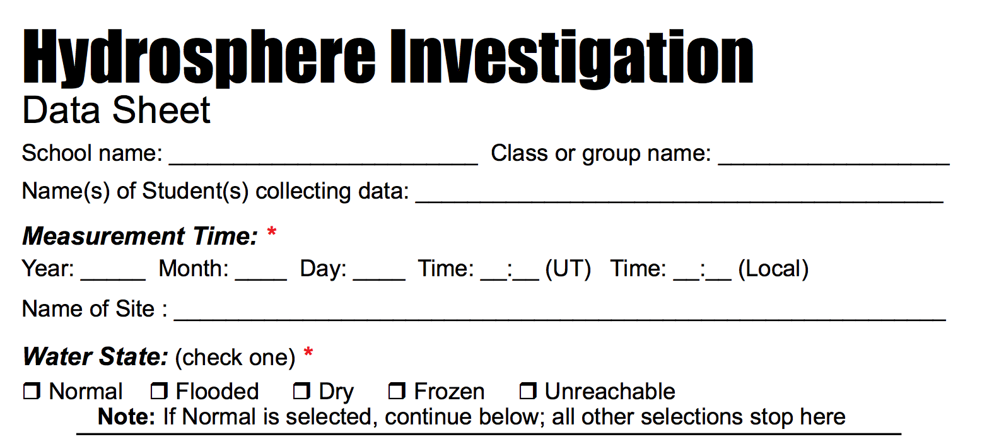 Hydrosphere Investigation
Data Sheet
School name: ________________________ Class or group name: __________________
Name(s) of Student(s) collecting data: _________________________________________
Measurement Time: *
Year: _____ Month: ____ Day: ____ Time: __:__ (UT) Time: __:__ (Local)
Name of Site : ____________________________________________________________
Water State: (check one) *
❒ Normal ❒ Flooded ❒ Dry ❒ Frozen ❒ Unreachable
Note: If Normal is selected, continue below; all other selections stop here